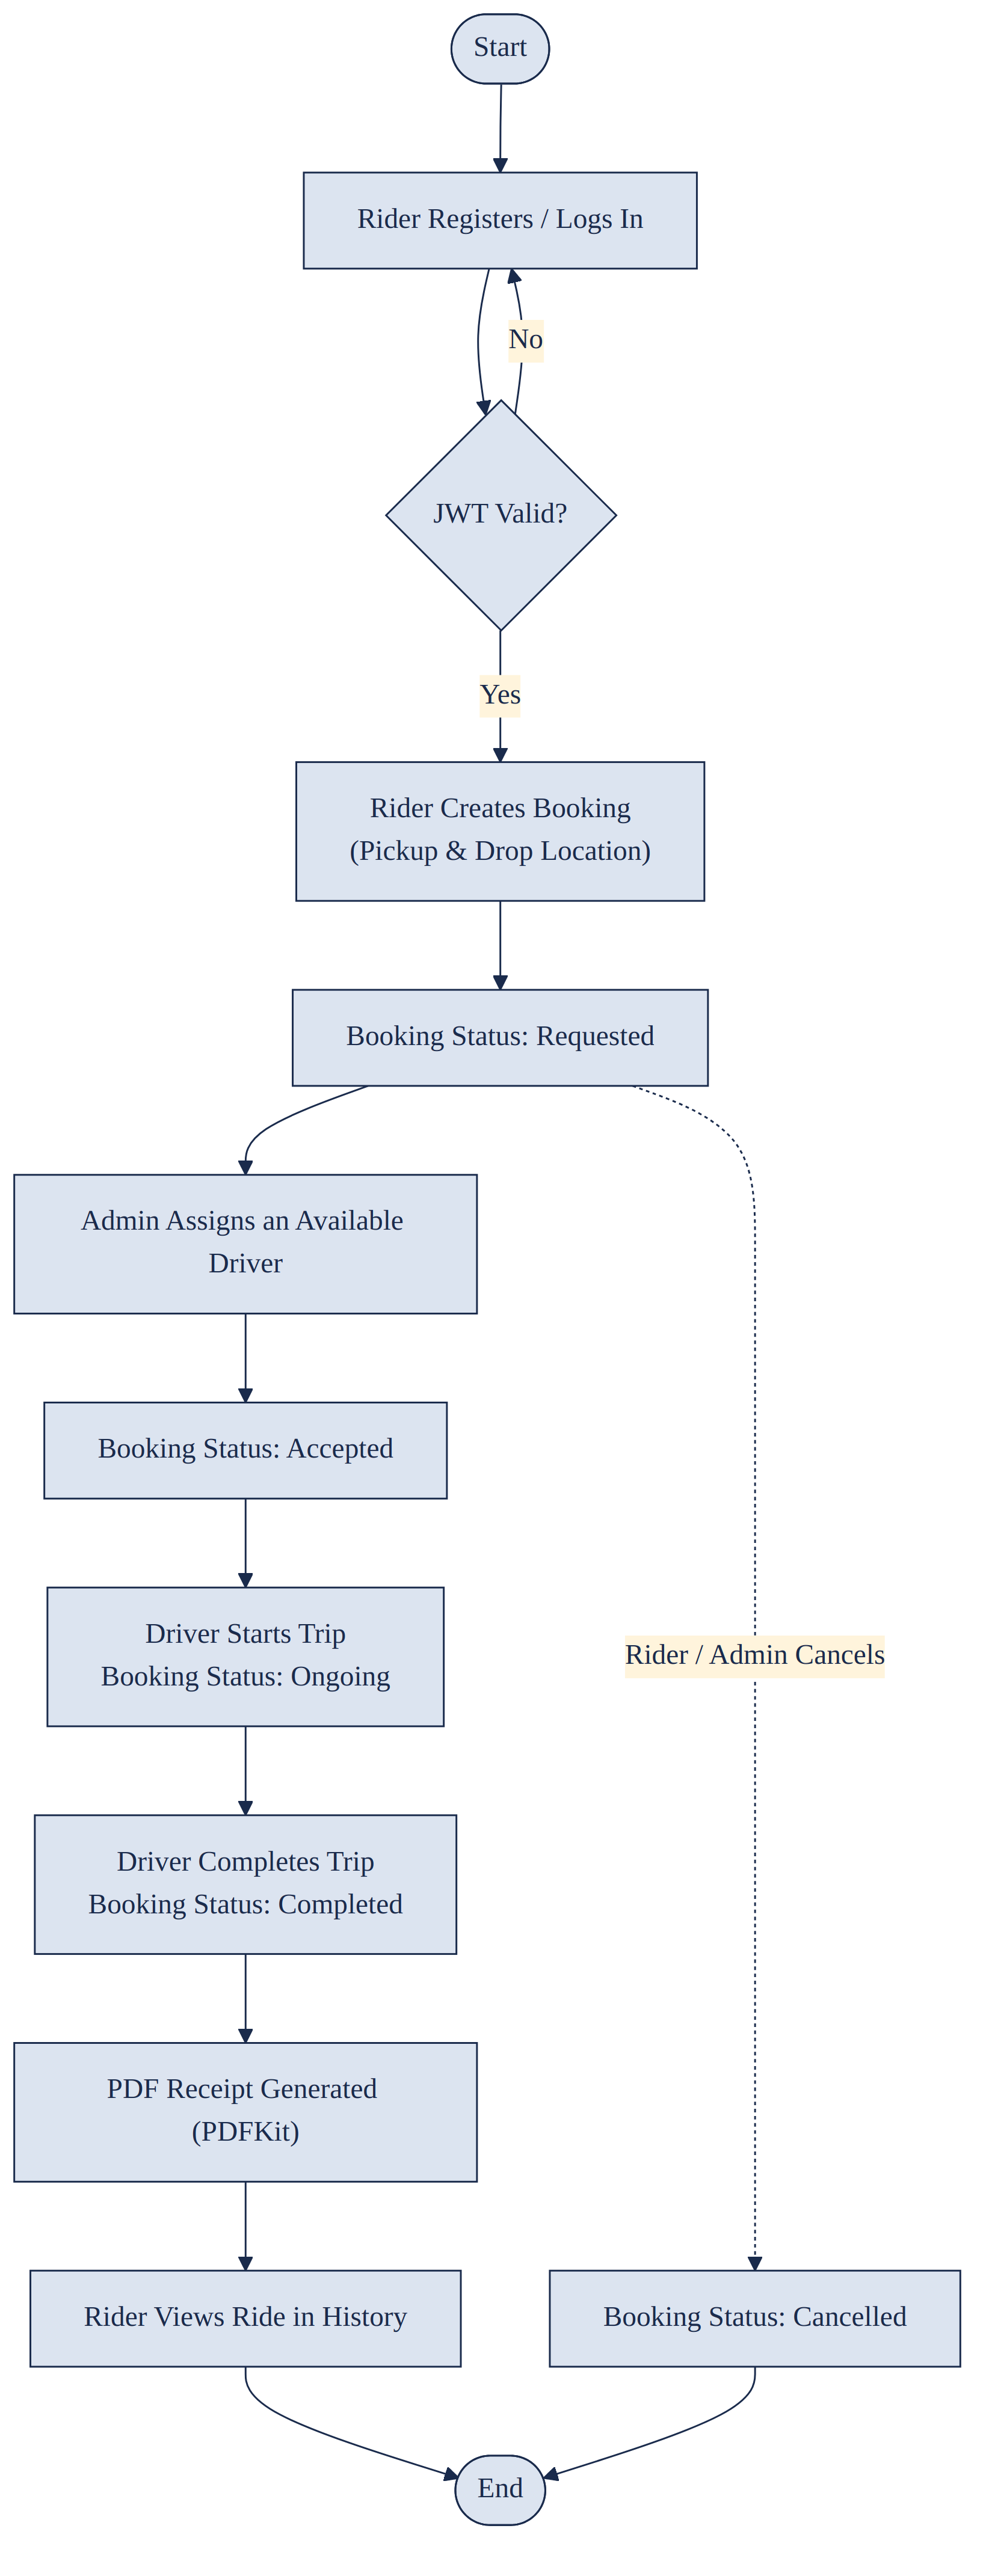 Start
Rider Registers / Logs In
No
JWT Valid?
Yes
Rider Creates Booking
(Pickup & Drop Location)
Booking Status: Requested
Admin Assigns an Available
Driver
Booking Status: Accepted
Driver Starts Trip
Booking Status: Ongoing
Rider / Admin Cancels
Driver Completes Trip
Booking Status: Completed
PDF Receipt Generated
(PDFKit)
Rider Views Ride in History
Booking Status: Cancelled
End